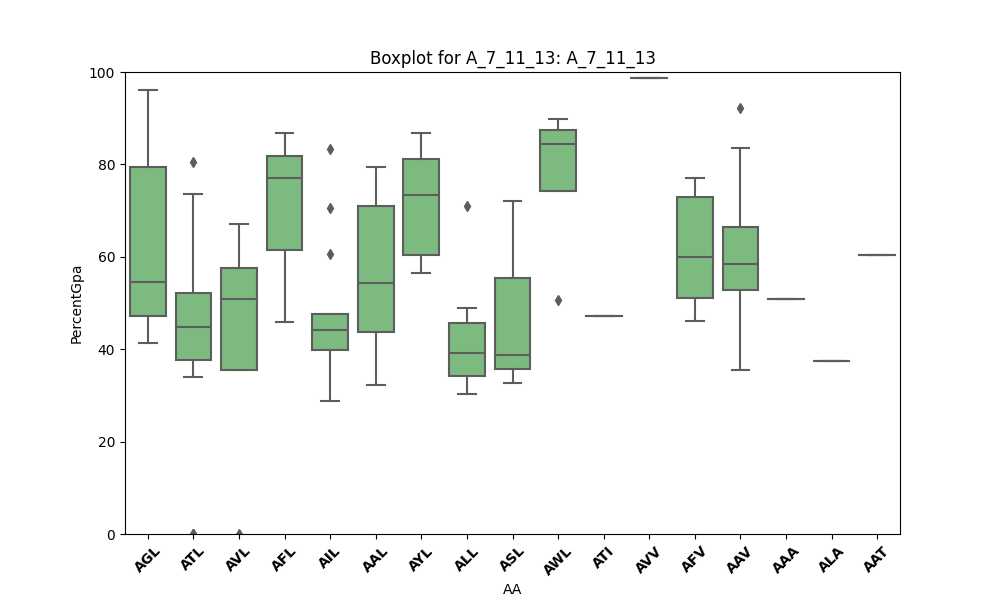 Boxplot for A_7_11_13: A_7_11_13
100
80
60
40
20
0
PercentGpa
AGL ATL AVL AFL AIL AAL AYL ALL ASL AWL ATI AVV AFV AAV AAA ALA AAT
AA